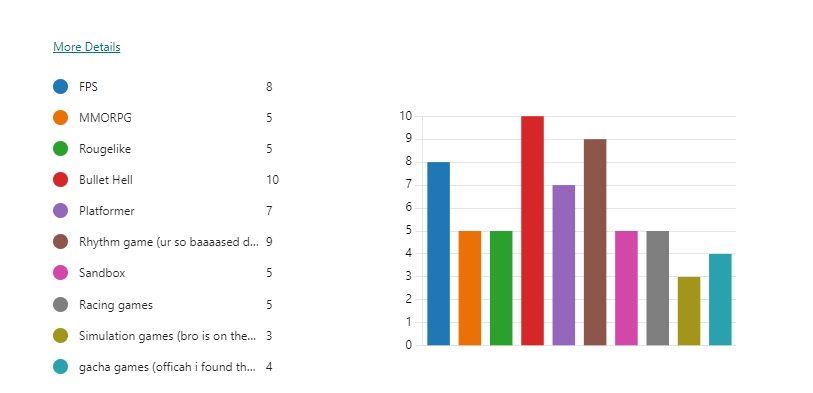 More Details
FPS 8
MMORPG 5
Rougelike 5
Bullet Hell 10
Platformer 7
Rhythm game (ur so baaaased d... 9
Sandbox 5
Racing games 5
Simulation games (bro is on the... 3
gacha games (officah i found th... 4
10
9
8
7
6
5
4
3
2
1
0